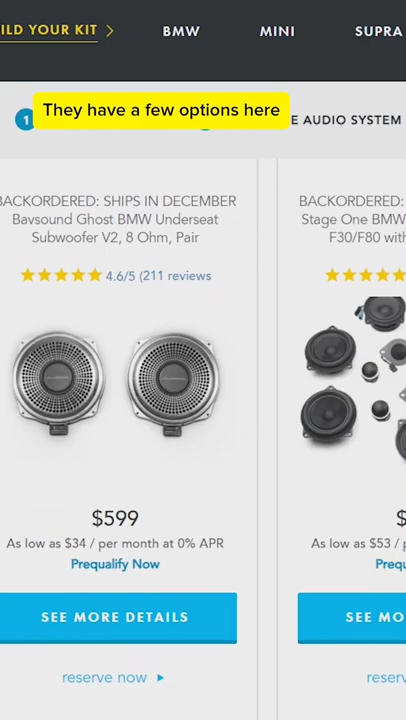 ILD YOUR KIT
BMW
MINI
SUPRA
1
They have a few options here
E AUDIO SYSTEM
BACKORDERED: SHIPS IN DECEMBER
Bavsound Ghost BMW Underseat
Subwoofer V2, 8 Ohm, Pair
4.6/5 (211 reviews
$599
As low as $34 / per month at 0% APR
Prequalify Now
SEE MORE DETAILS
reserve now
BACKORDERED:
Stage One BMW
F30/F80 with
$
As low as $53 / p
Prequ
SEE MO
reserv